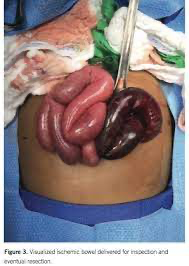 Figure 3. Visualized ischemic bowel delivered for inspection and
eventual resection.